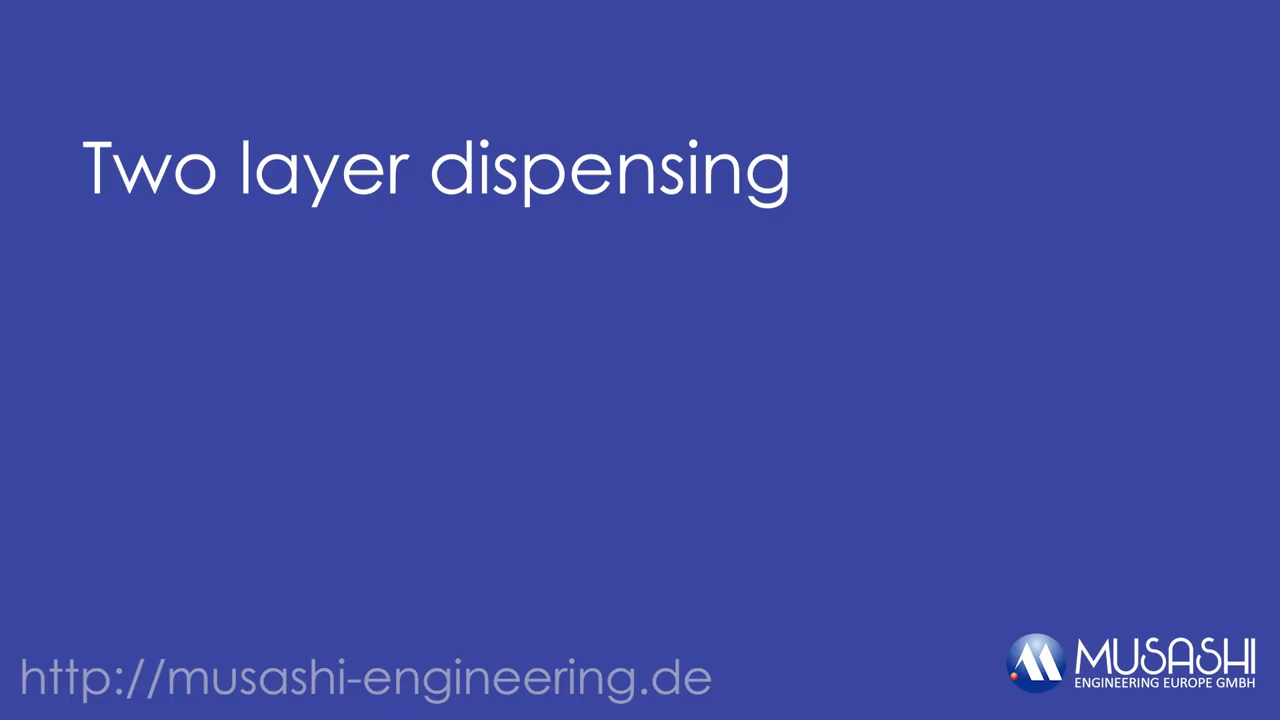 Two layer dispensing
http://musashi-engineering.de
MUSASHI
ENGINEERING EUROPE GMBH